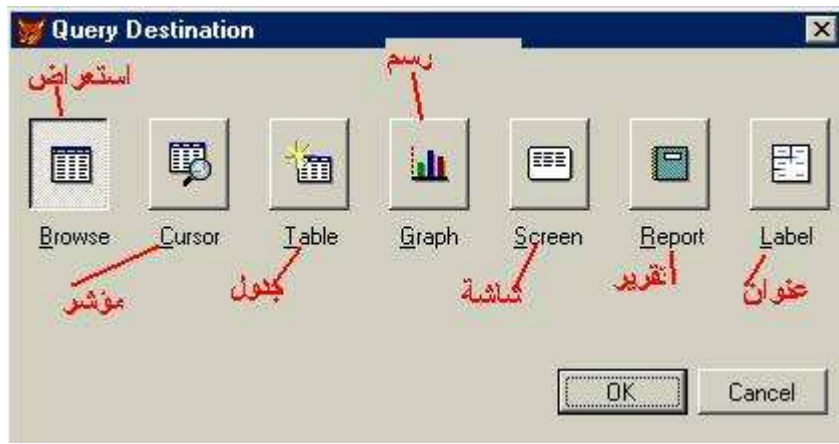 Query Destination
استعراض
رسم
Browse Cursor Table Graph Screen Report Label
مؤشر
جدول
شاشة
تقرير
عنوان
OK Cancel